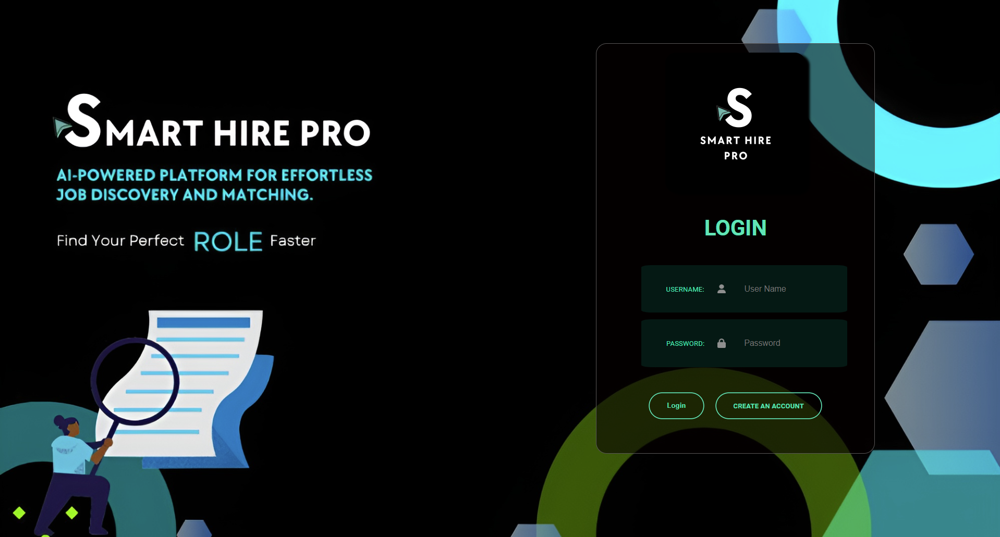 SMART HIRE PRO
AI-POWERED PLATFORM FOR EFFORTLESS
JOB DISCOVERY AND MATCHING.
Find Your Perfect ROLE Faster
S
SMART HIRE
PRO
LOGIN
USERNAME: User Name
PASSWORD: Password
Login CREATE AN ACCOUNT